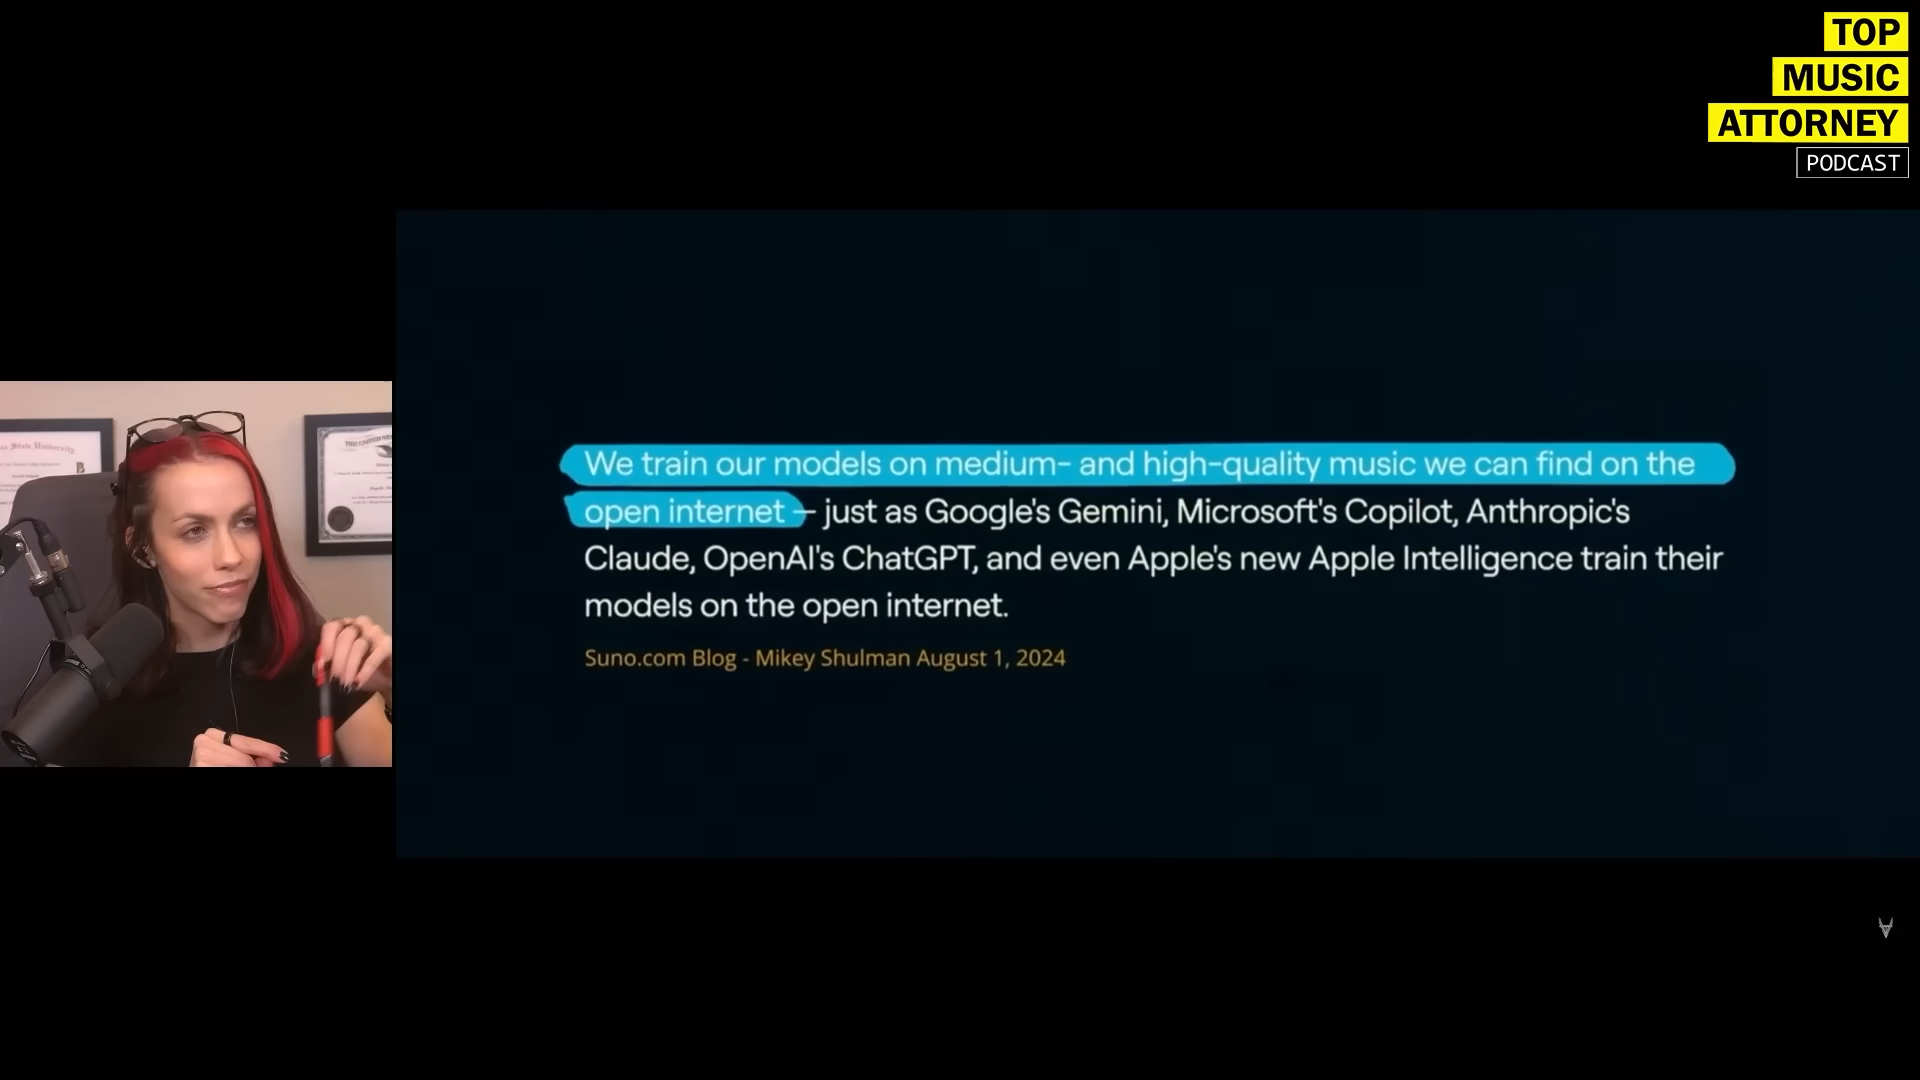 TOP
MUSIC
ATTORNEY
PODCAST
We train our models on medium- and high-quality music we can find on the
open internet – just as Google's Gemini, Microsoft's Copilot, Anthropic's
Claude, OpenAI's ChatGPT, and even Apple's new Apple Intelligence train their
models on the open internet.
Suno.com Blog - Mikey Shulman August 1, 2024
State University